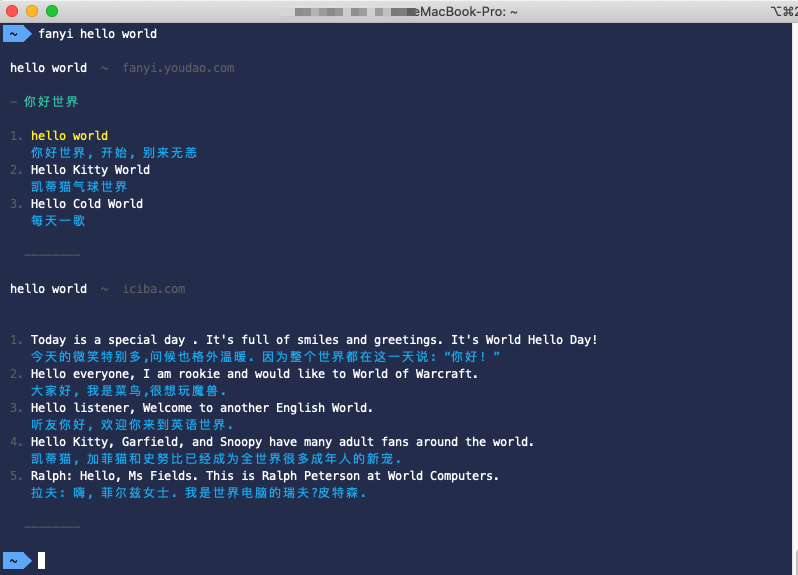 eMacBook-Pro: ~
~ fanyi hello world
hello world ~ fanyi.youdao.com
- 你好世界
1. hello world
你好世界, 开始, 别来无恙
2. Hello Kitty World
凯蒂猫气球世界
3. Hello Cold World
每天一歌
--------
hello world ~ iciba.com
1. Today is a special day . It's full of smiles and greetings. It's World Hello Day!
今天的微笑特别多,问候也格外温暖. 因为整个世界都在这一天说: “你好! ”
2. Hello everyone, I am rookie and would like to World of Warcraft.
大家好, 我是菜鸟,很想玩魔兽.
3. Hello listener, Welcome to another English World.
听友你好, 欢迎你来到英语世界.
4. Hello Kitty, Garfield, and Snoopy have many adult fans around the world.
凯蒂猫, 加菲猫和史努比已经成为全世界很多成年人的新宠.
5. Ralph: Hello, Ms Fields. This is Ralph Peterson at World Computers.
拉夫: 嗨, 菲尔兹女士. 我是世界电脑的瑞夫?皮特森.
--------
~